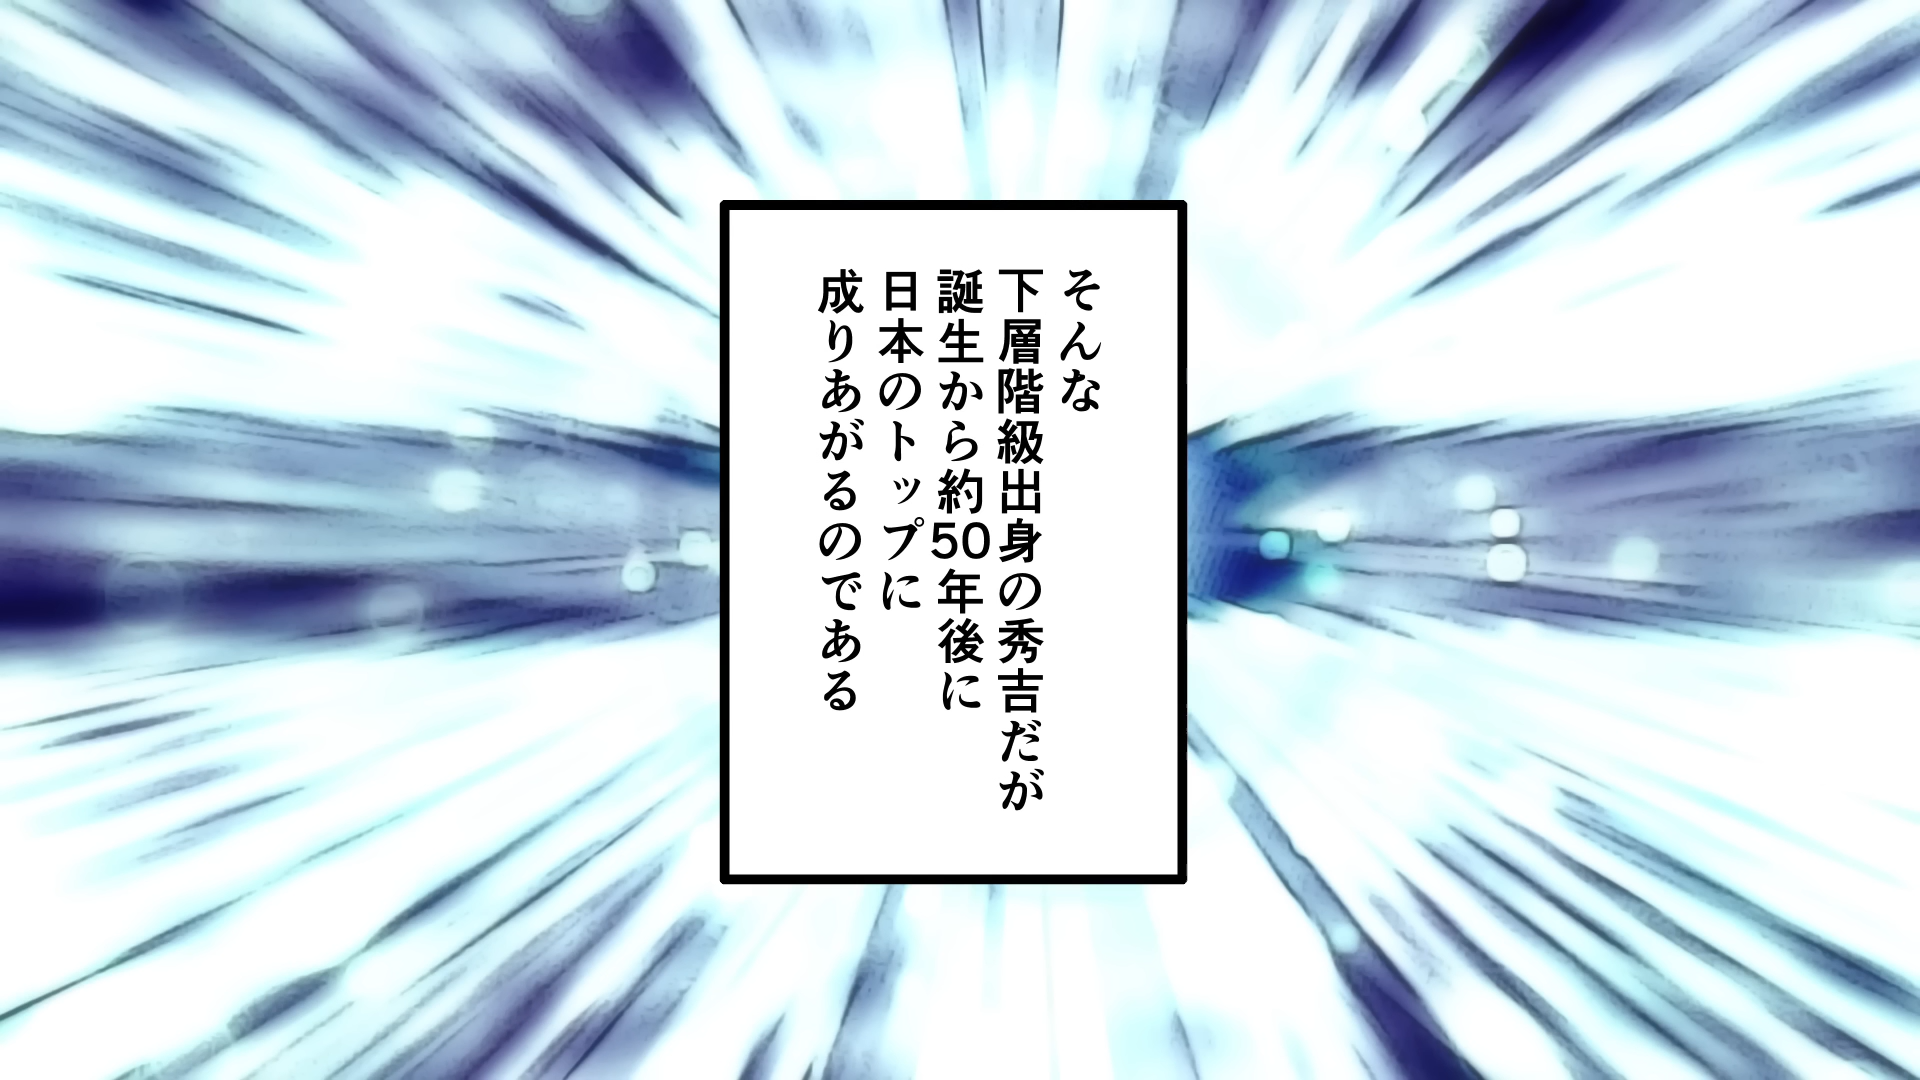 そんな
下層階級出身の秀吉だが
誕生から約50年後に
日本のトップに
成りあがるのである